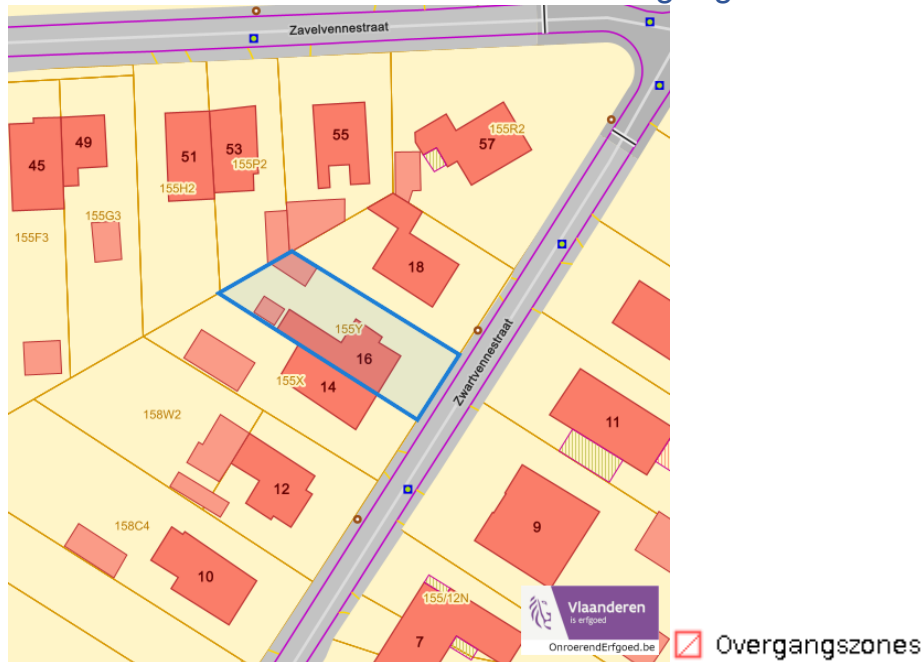 Zavelvennestraat
55
57
155R2
49
53
51
45
155P2
155H2
155G3
155F3
18
155Y
16
Zwartvennestraat
155X
14
158W2
11
12
9
158C4
10
155/12N
7
Vlaanderen
is erfgoed
OnroerendErfgoed.be
Overgangszones